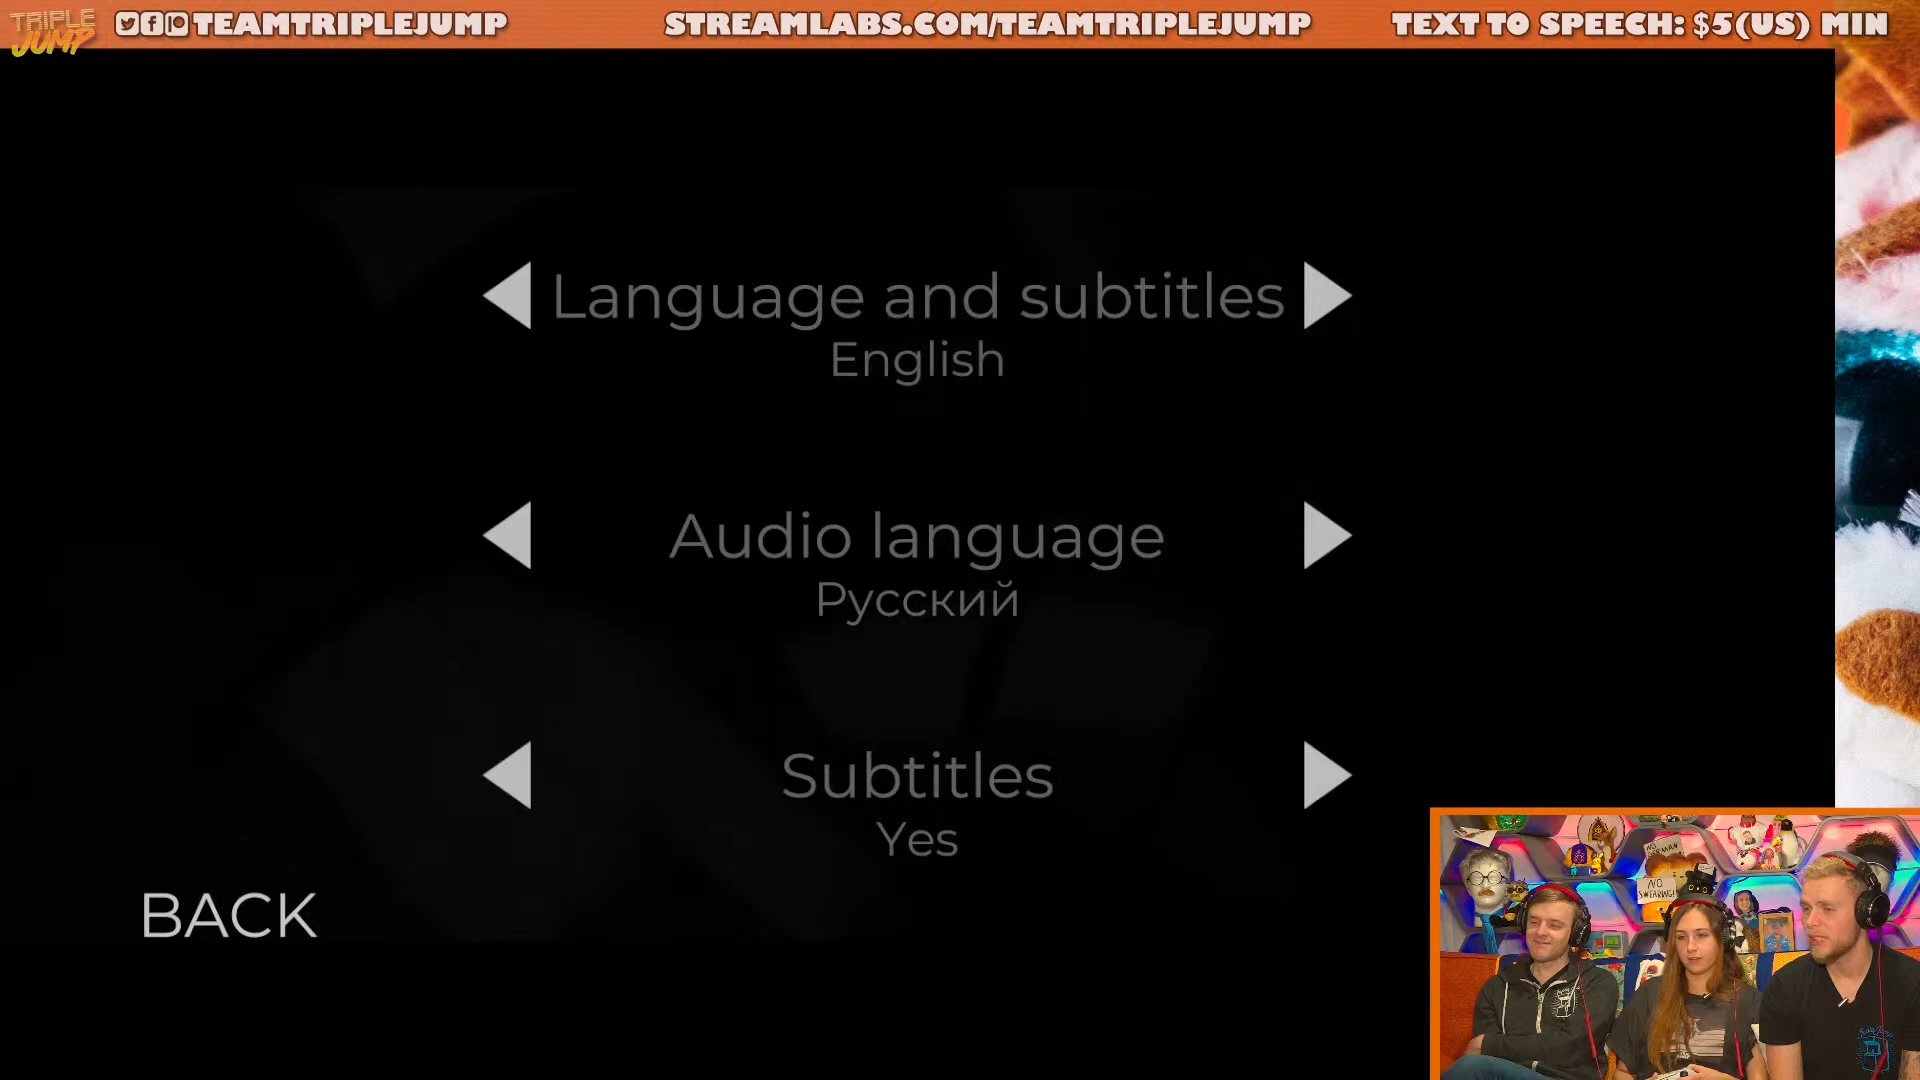 TRIPLE
JUMP
TEAMTRIPLEJUMP
STREAMLABS.COM/TEAMTRIPLEJUMP
TEXT TO SPEECH: $5(US) MIN
Language and subtitles
English
Audio language
Русский
Subtitles
Yes
BACK
NO
SWEARING!